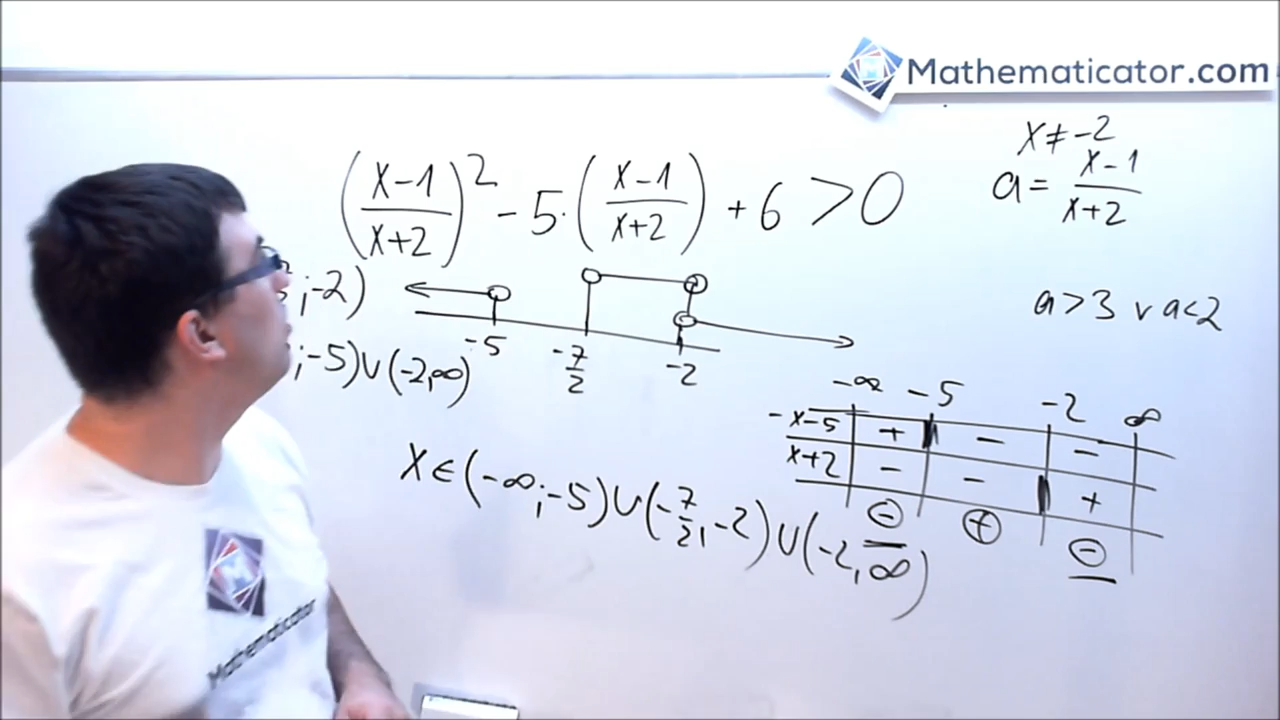 Mathematicator.com
x ≠ -2
a = (x-1)/(x+2)
((x-1)/(x+2))² - 5·((x-1)/(x+2)) + 6 > 0
a > 3 ∨ a < 2
; -2)
-5 -7/2 -2
; -5) ∪ (-2, ∞)
-∞ -5 -2 ∞
-x-5 + - -
x+2 - - +
⊖ ⊕ ⊖
x ∈ (-∞; -5) ∪ (-7/2, -2) ∪ (-2, ∞)
Mathematicator